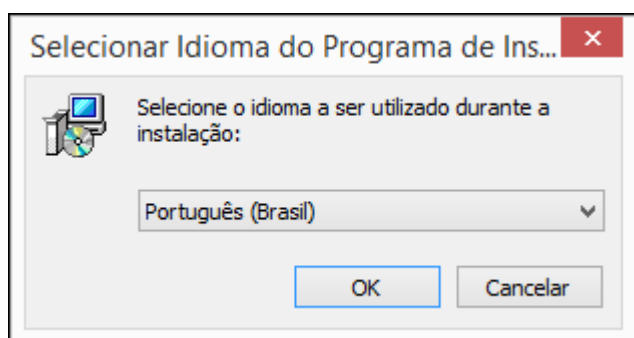 Selecionar Idioma do Programa de Ins...
Selecione o idioma a ser utilizado durante a
instalação:
Português (Brasil)
OK
Cancelar